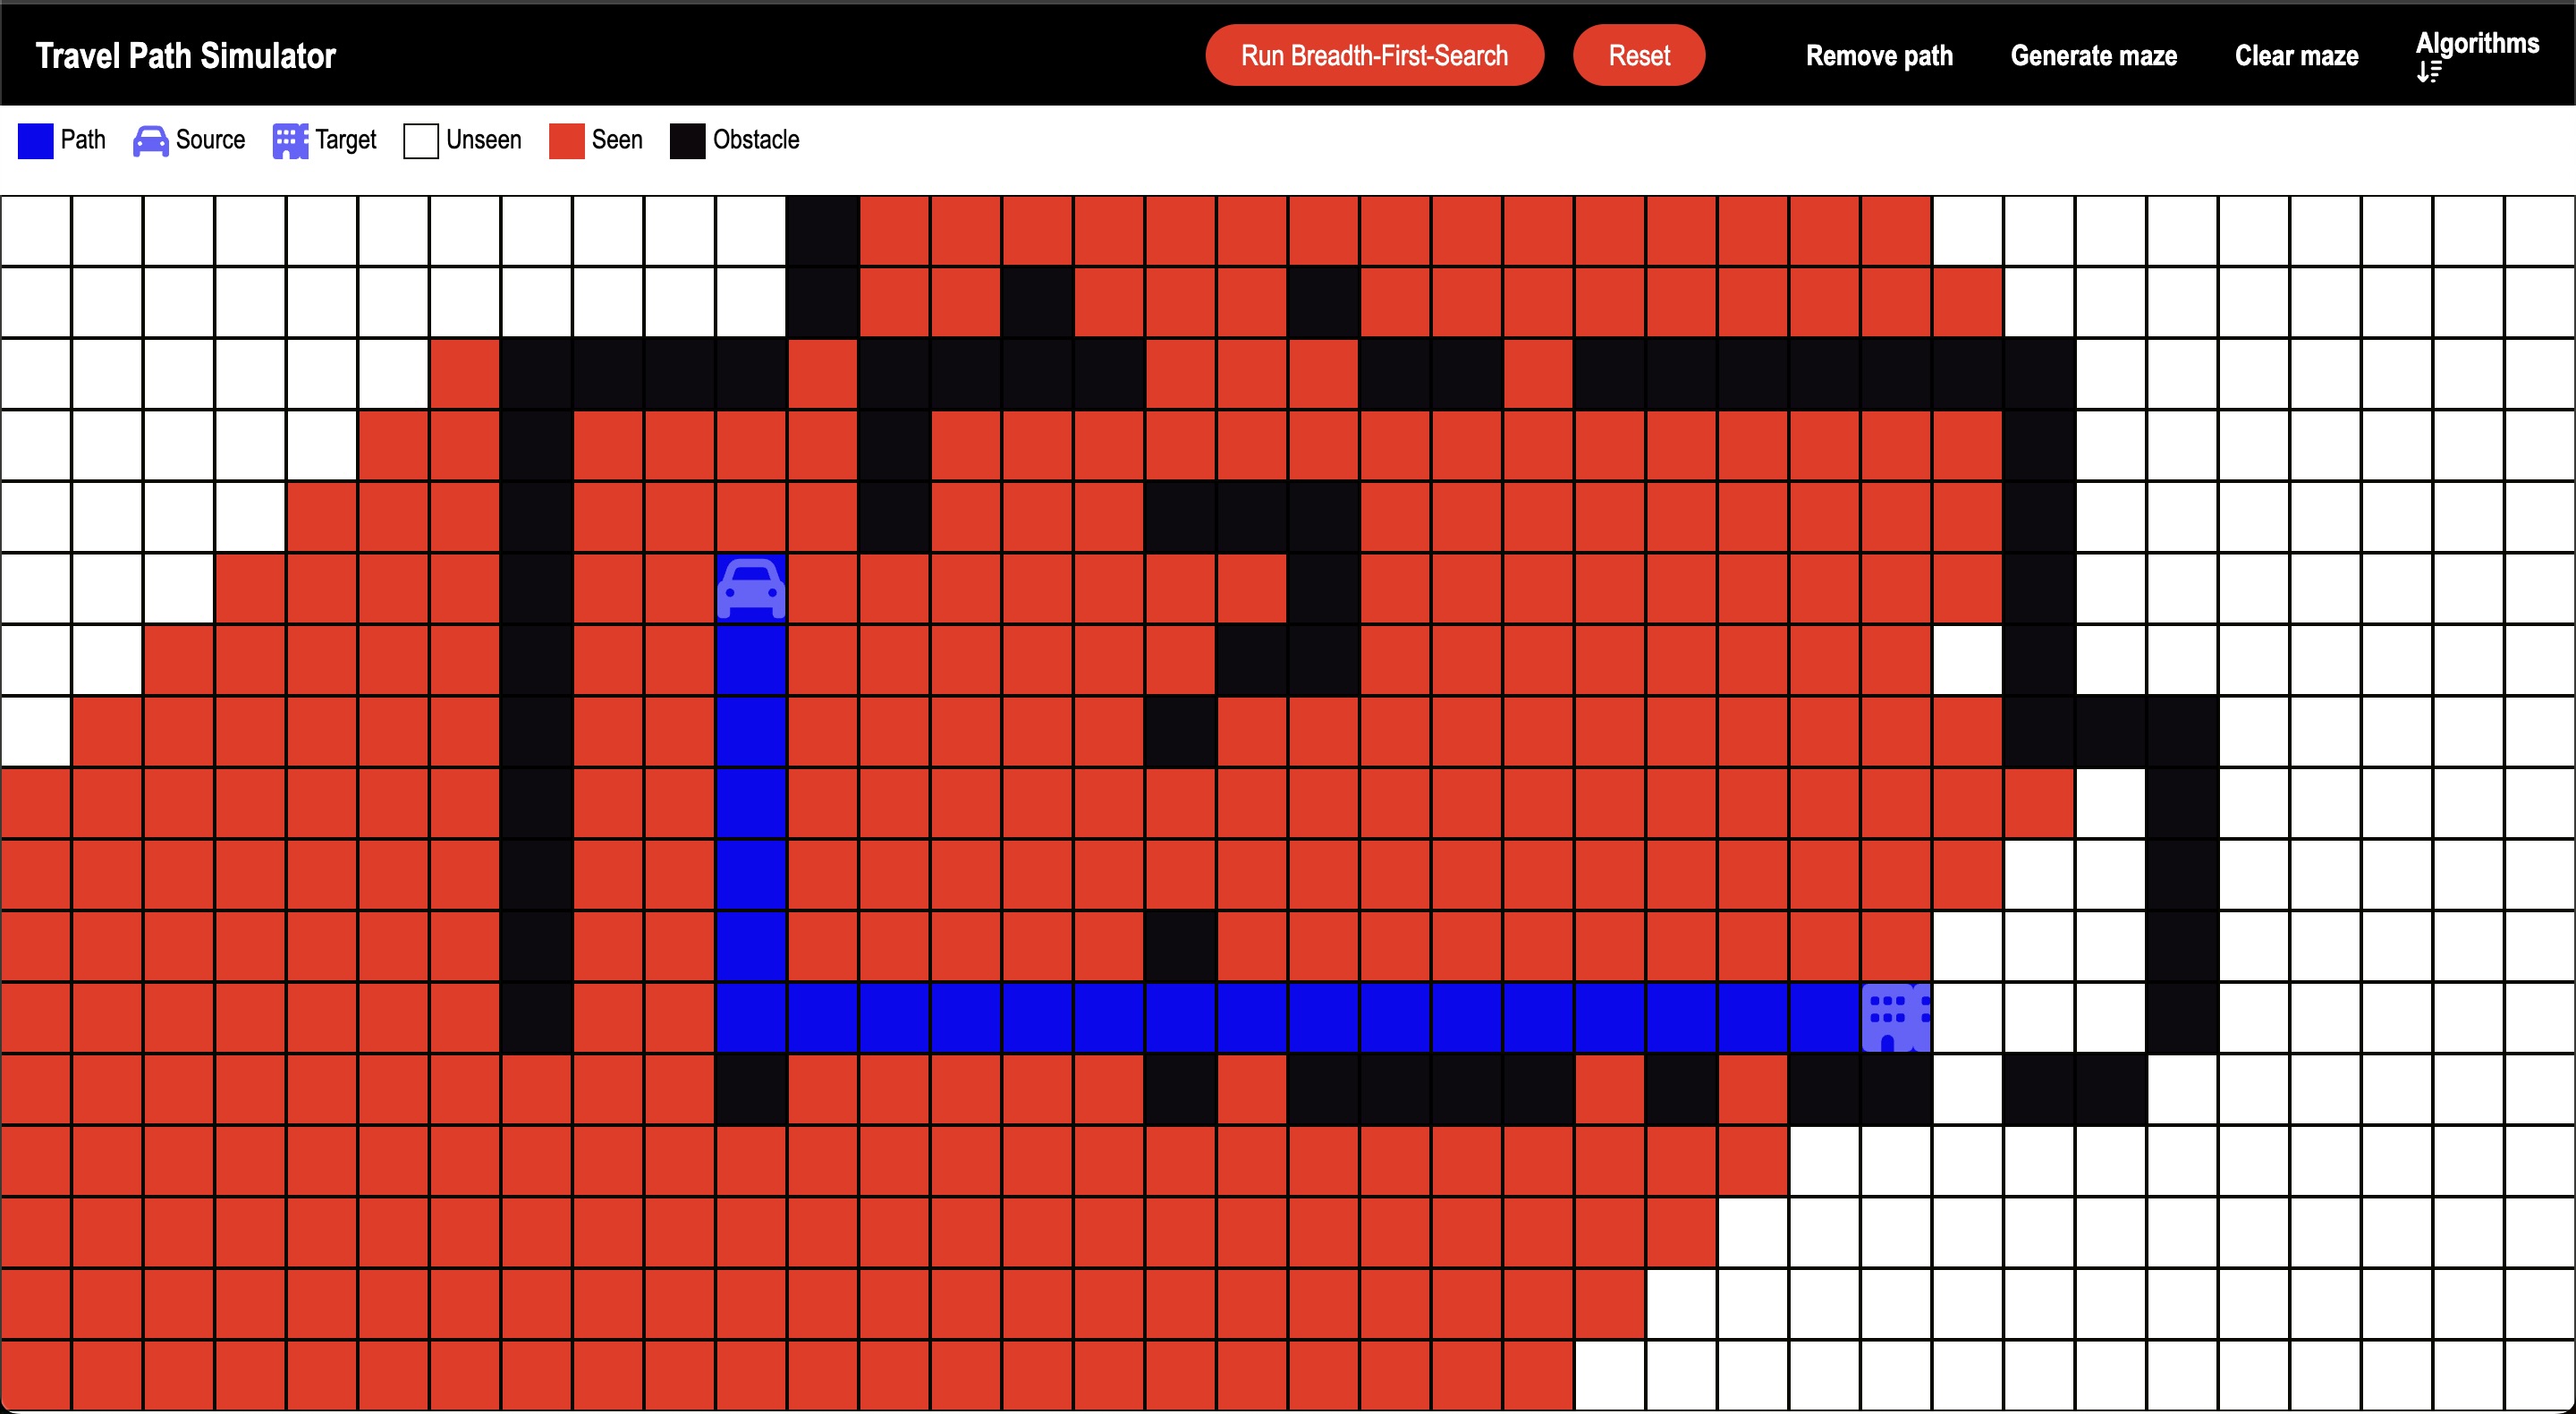 Travel Path Simulator
Run Breadth-First-Search
Reset
Remove path
Generate maze
Clear maze
Algorithms
Path
Source
Target
Unseen
Seen
Obstacle